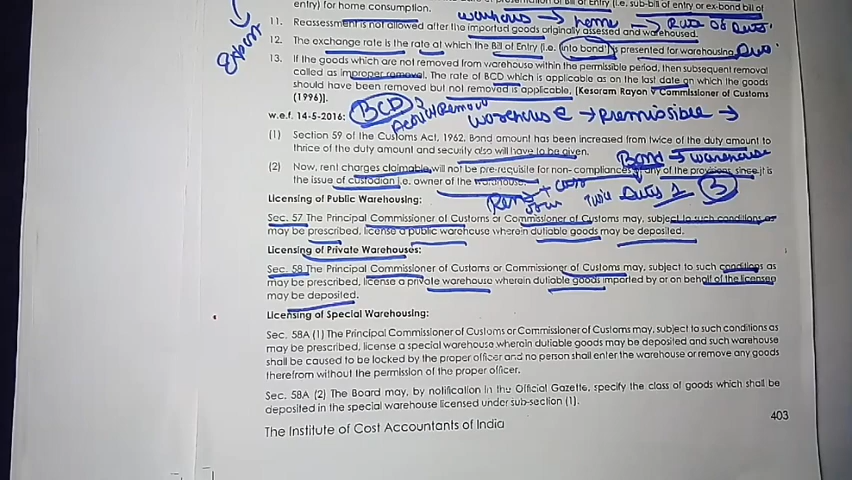 entry) for home consumption.
11. Reassessment is not allowed after the imported goods originally assessed and warehoused.
warehous → home → Rate of Duty
Export
12. The exchange rate is the rate at which the Bill of Entry (i.e. 'into bond') is presented for warehousing.
13. If the goods which are not removed from warehouse within the permissible period, then subsequent removal
called as improper removal. The rate of BCD which is applicable as on the last date on which the goods
should have been removed but not removed is applicable. [Kesoram Rayon v Commissioner of Customs
(1996)].
BCD
w.e.f. 14-5-2016:
warehouse → premissible →
(1) Section 59 of the Customs Act, 1962, Bond amount has been increased from twice of the duty amount to
thrice of the duty amount and security also will have to be given.
Bond → warehouse
(2) Now, rent charges claimable will not be pre-requisite for non-compliances of any of the provisions, since it is
the issue of custodian i.e. owner of the warehouse.
Twice Duty 3
Licensing of Public Warehousing:
Sec. 57 The Principal Commissioner of Customs or Commissioner of Customs may, subject to such conditions as
may be prescribed, license a public warehouse wherein dutiable goods may be deposited.
Licensing of Private Warehouses:
Sec. 58 The Principal Commissioner of Customs or Commissioner of Customs may, subject to such conditions as
may be prescribed, license a private warehouse wherein dutiable goods imported by or on behalf of the licensee
may be deposited.
Licensing of Special Warehousing:
Sec. 58A (1) The Principal Commissioner of Customs or Commissioner of Customs may, subject to such conditions as
may be prescribed, license a special warehouse wherein dutiable goods may be deposited and such warehouse
shall be caused to be locked by the proper officer and no person shall enter the warehouse or remove any goods
therefrom without the permission of the proper officer.
Sec. 58A (2) The Board may, by notification in the Official Gazette, specify the class of goods which shall be
deposited in the special warehouse licensed under sub-section (1).
The Institute of Cost Accountants of India
403